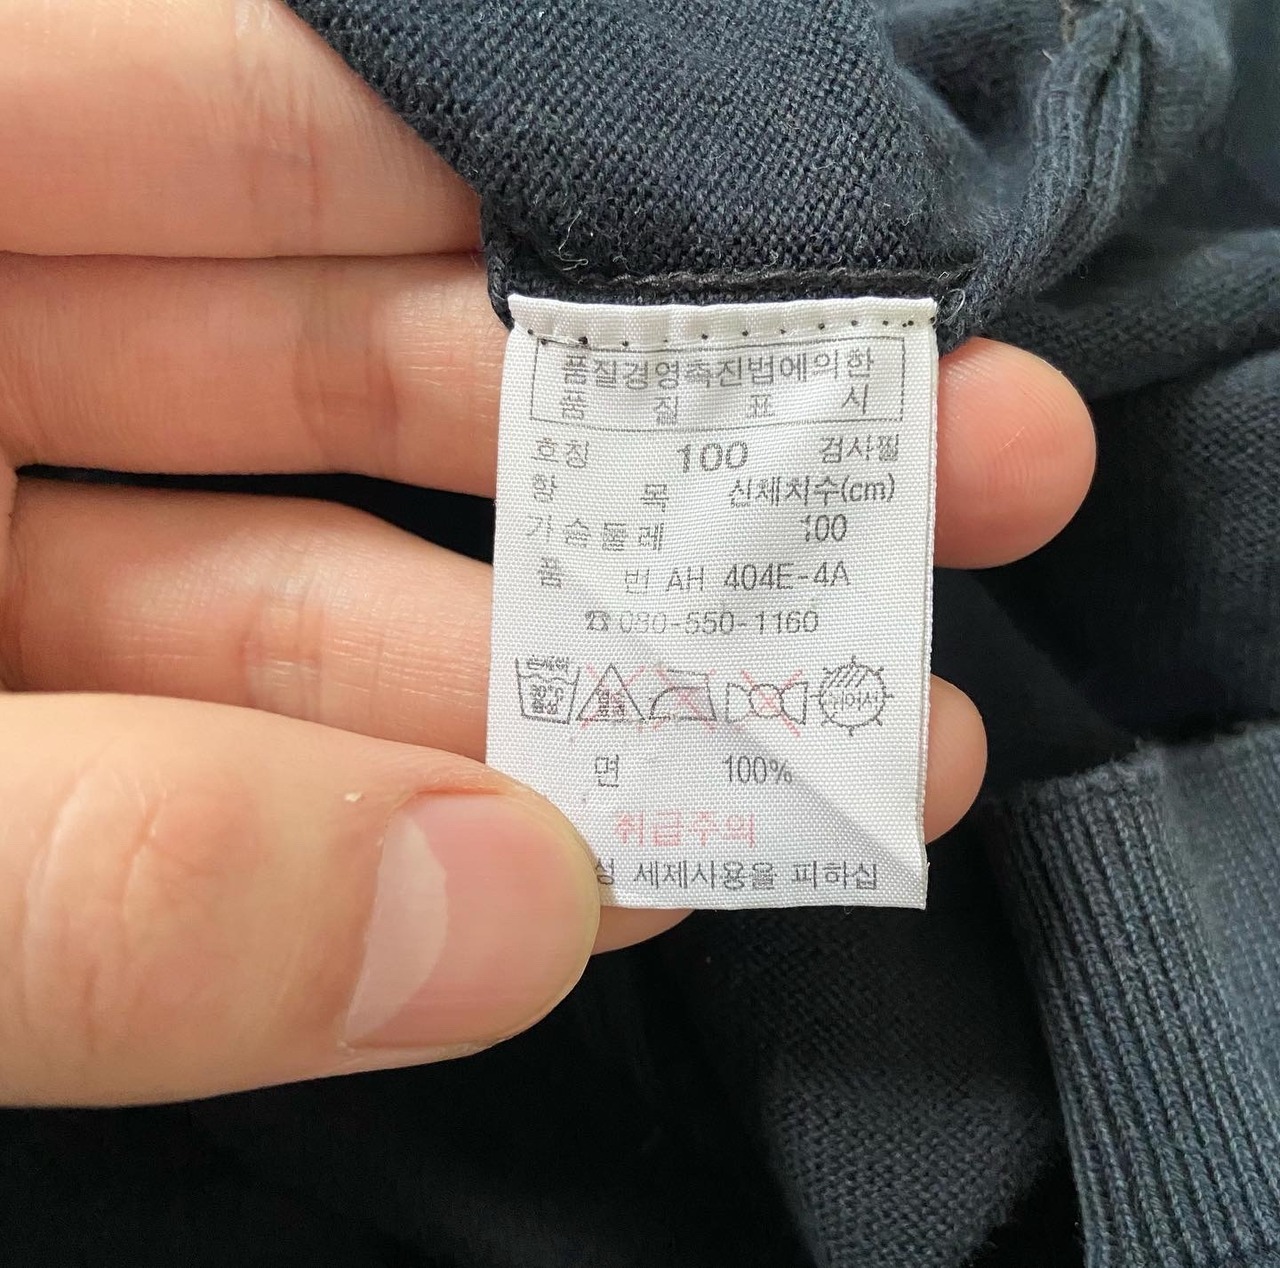 품질경영촉진법에의한
품 질 표 시
호칭 100 검사필
항 목 신체치수(cm)
가슴둘레 100
품 번 AH 404E-4A
☎080-550-1160
면 100%
취급주의
성 세제사용을 피하십